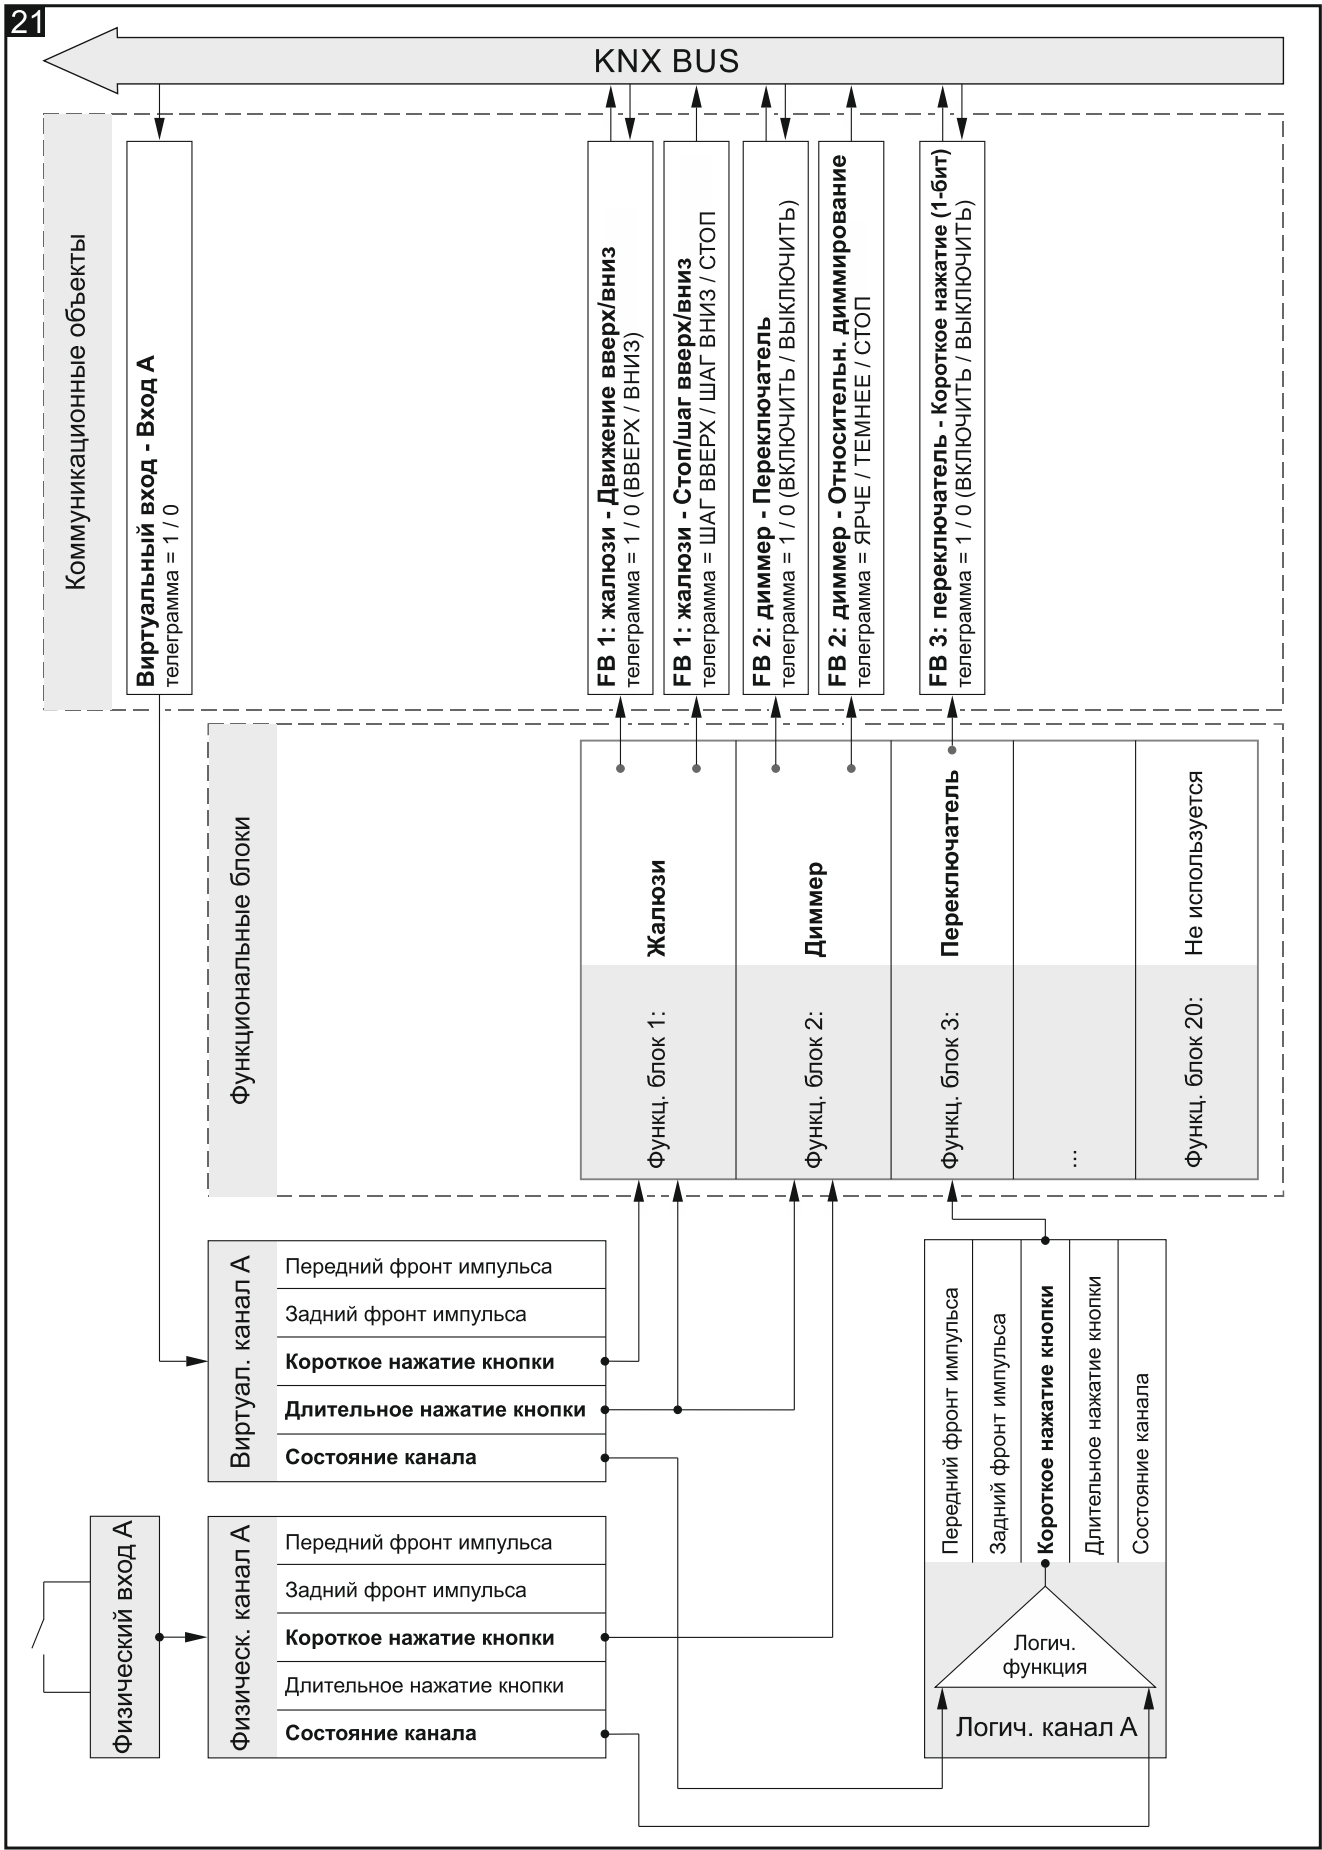 21
KNX BUS
Коммуникационные объекты
Виртуальный вход - Вход A
телеграмма = 1 / 0
FB 1: жалюзи - Движение вверх/вниз
телеграмма = 1 / 0 (ВВЕРХ / ВНИЗ)
FB 1: жалюзи - Стоп/шаг вверх/вниз
телеграмма = ШАГ ВВЕРХ / ШАГ ВНИЗ / СТОП
FB 2: диммер - Переключатель
телеграмма = 1 / 0 (ВКЛЮЧИТЬ / ВЫКЛЮЧИТЬ)
FB 2: диммер - Относительн. диммирование
телеграмма = ЯРЧЕ / ТЕМНЕЕ / СТОП
FB 3: переключатель - Короткое нажатие (1-бит)
телеграмма = 1 / 0 (ВКЛЮЧИТЬ / ВЫКЛЮЧИТЬ)
Функциональные блоки
Функц. блок 1:
Жалюзи
Функц. блок 2:
Диммер
Функц. блок 3:
Переключатель
...
Функц. блок 20:
Не используется
Виртуал. канал A
Передний фронт импульса
Задний фронт импульса
Короткое нажатие кнопки
Длительное нажатие кнопки
Состояние канала
Физический вход A
Физическ. канал A
Передний фронт импульса
Задний фронт импульса
Короткое нажатие кнопки
Длительное нажатие кнопки
Состояние канала
Передний фронт импульса
Задний фронт импульса
Короткое нажатие кнопки
Длительное нажатие кнопки
Состояние канала
Логич.
функция
Логич. канал A